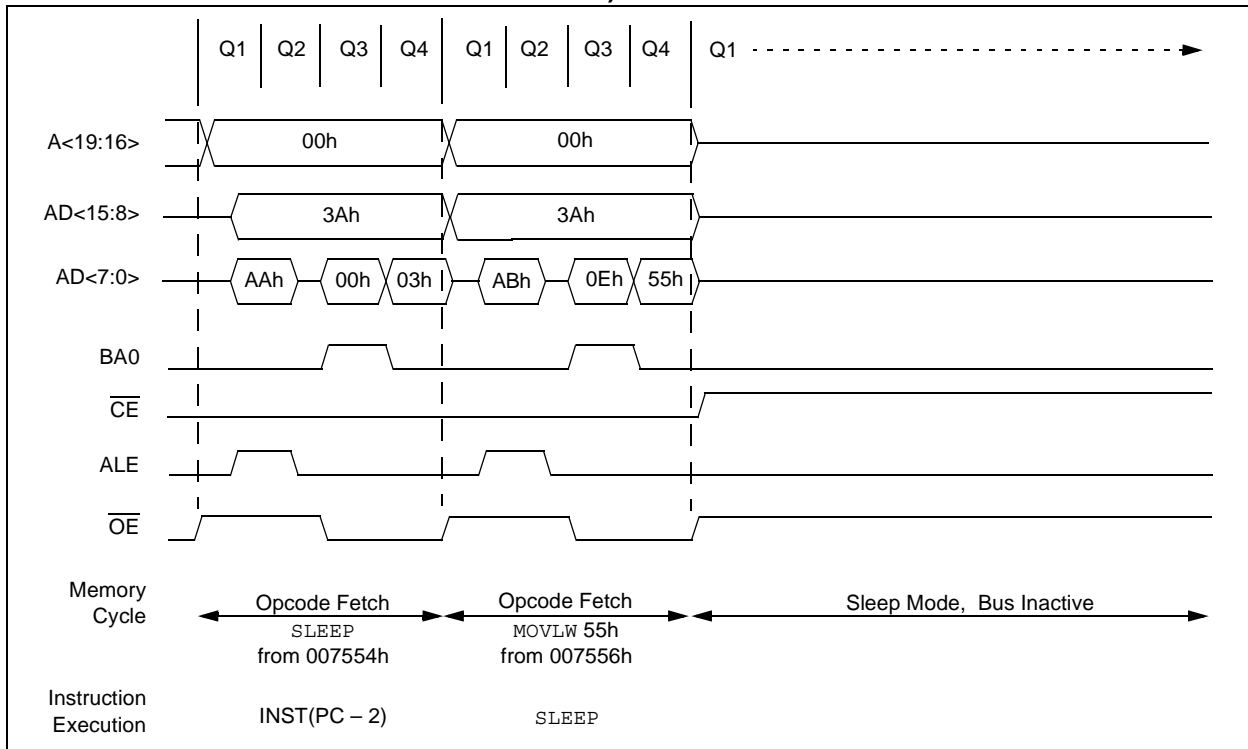 Q1 Q2 Q3 Q4 Q1 Q2 Q3 Q4 Q1
A<19:16> 00h 00h
AD<15:8> 3Ah 3Ah
AD<7:0> AAh 00h 03h ABh 0Eh 55h
BA0
CE
ALE
OE
Memory
Cycle
Opcode Fetch
SLEEP
from 007554h
Opcode Fetch
MOVLW 55h
from 007556h
Sleep Mode, Bus Inactive
Instruction
Execution
INST(PC – 2)
SLEEP